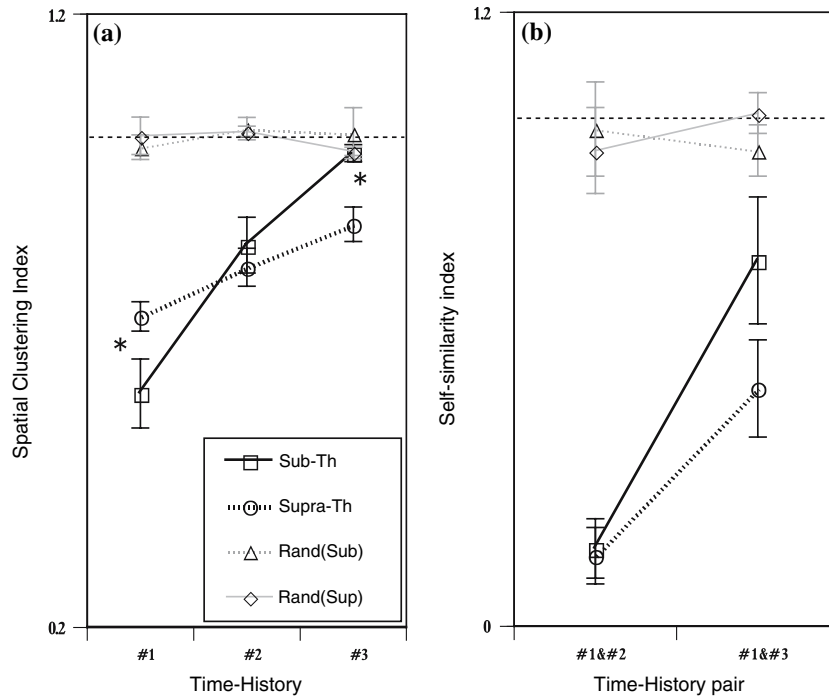 1.2
(a)
*
*
Spatial Clustering Index
Sub-Th
Supra-Th
Rand(Sub)
Rand(Sup)
0.2
#1
#2
#3
Time-History
1.2
(b)
Self-similarity index
0
#1&#2
#1&#3
Time-History pair